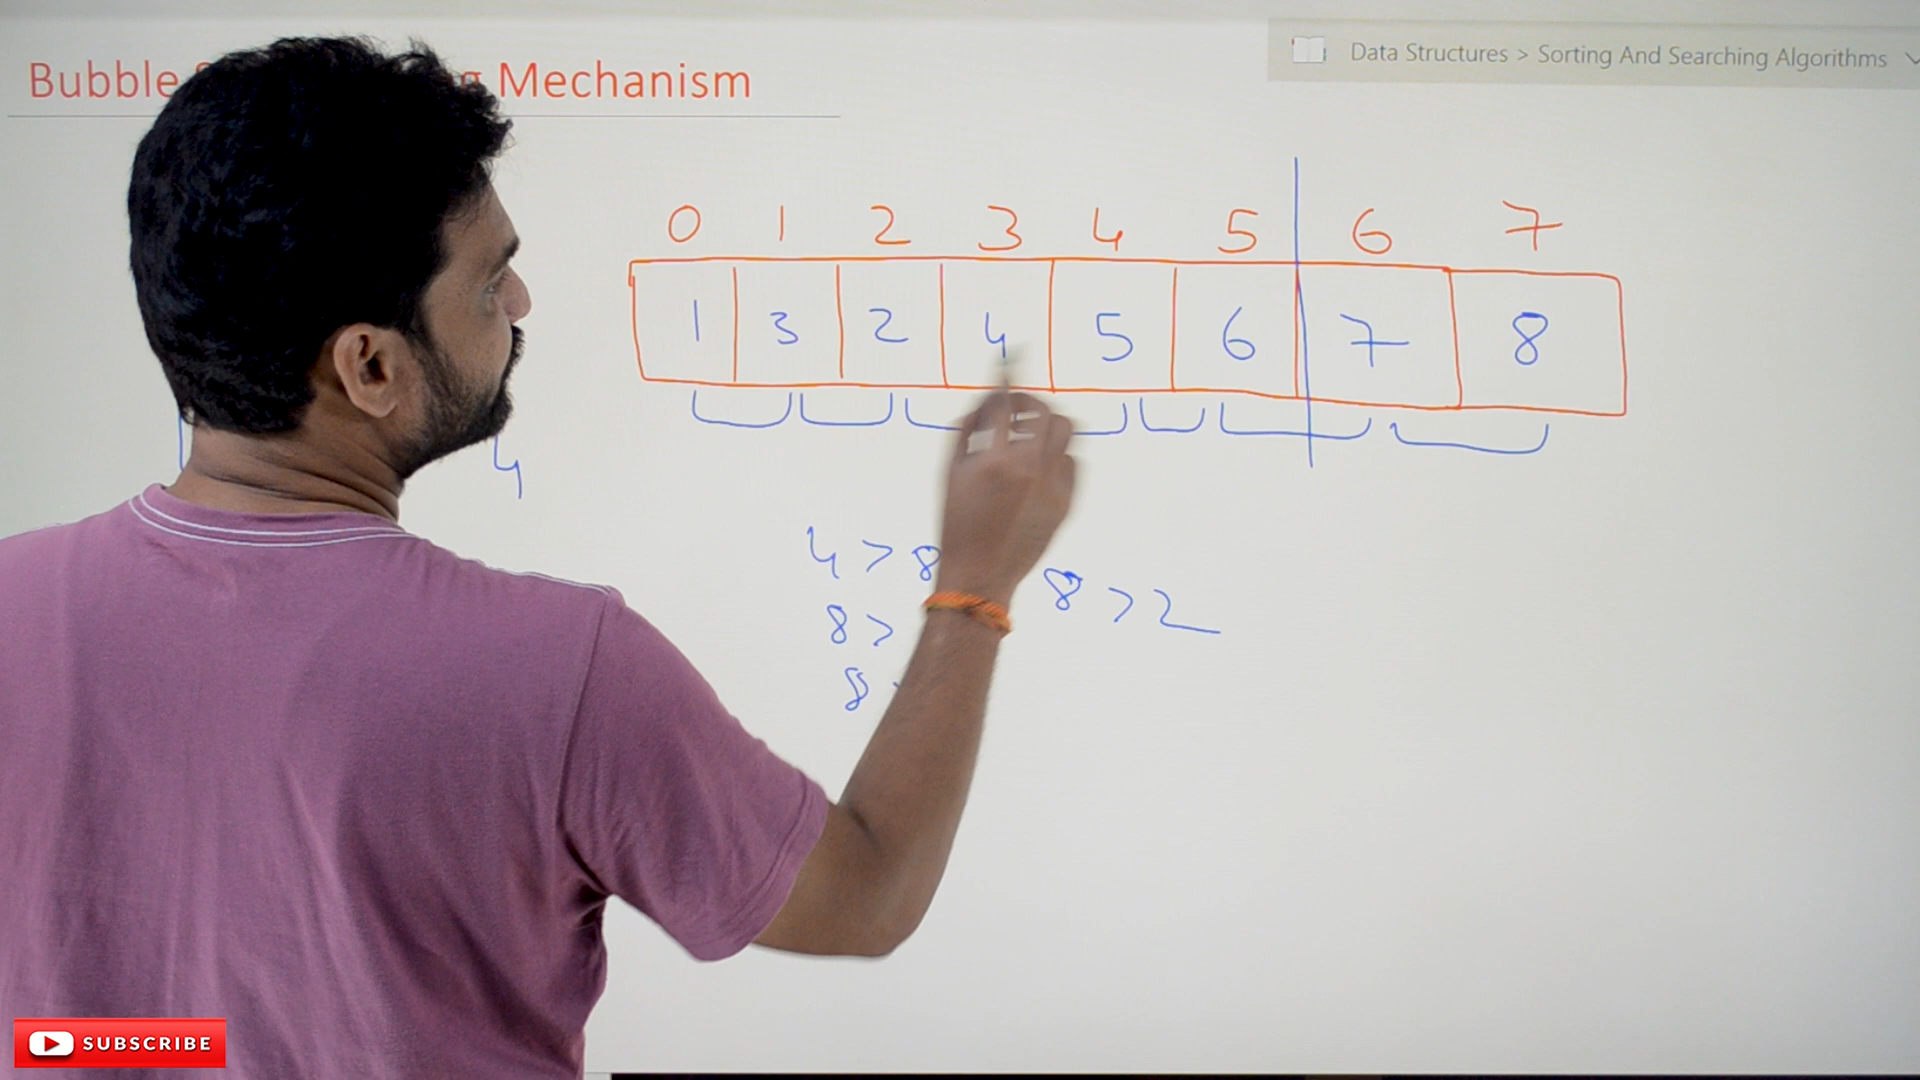 Bubble Mechanism
Data Structures > Sorting And Searching Algorithms
0 1 2 3 4 5 6 7
1 3 2 4 5 6 7 8
4
4 > 8
8 > 2
8 >
8
SUBSCRIBE